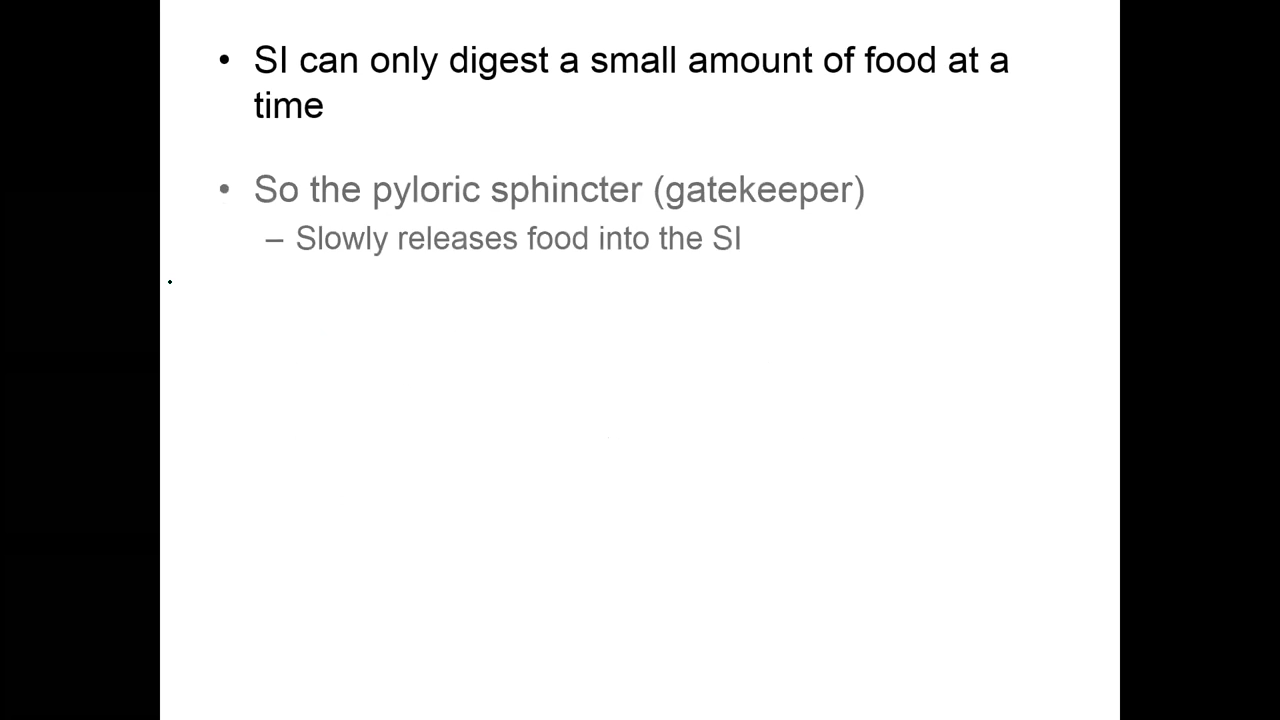 • SI can only digest a small amount of food at a
time
• So the pyloric sphincter (gatekeeper)
– Slowly releases food into the SI